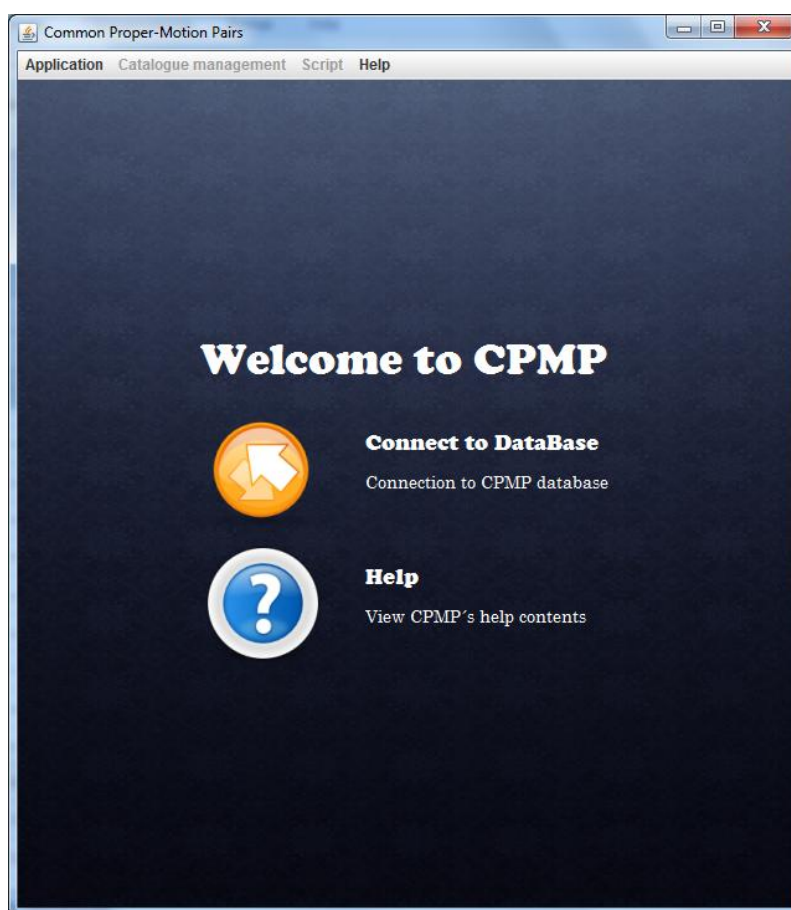 Common Proper-Motion Pairs
Application Catalogue management Script Help
Welcome to CPMP
Connect to DataBase
Connection to CPMP database
Help
View CPMP´s help contents